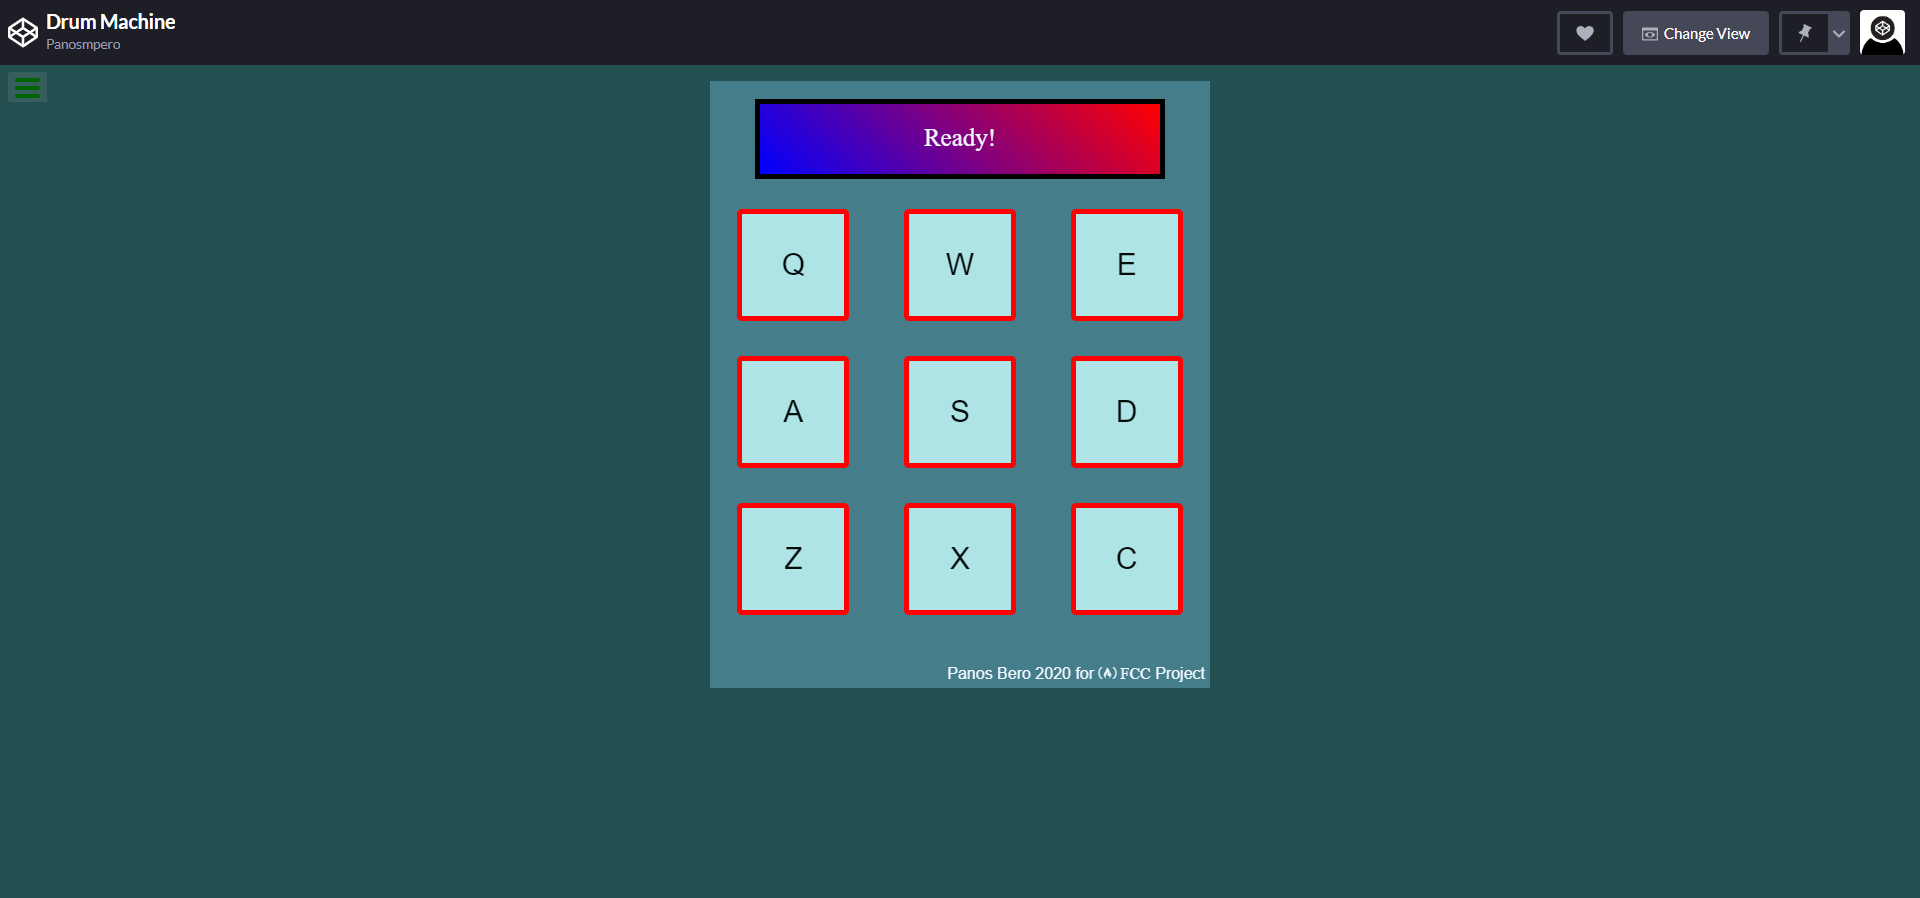 Drum Machine
Panosmpero
Change View
Ready!
Q W E
A S D
Z X C
Panos Bero 2020 for FCC Project